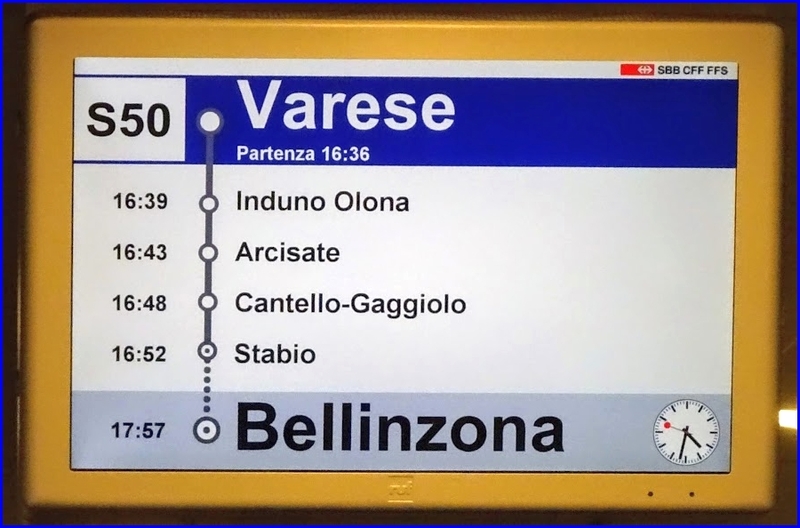 SBB CFF FFS
S50 Varese
Partenza 16:36
16:39 Induno Olona
16:43 Arcisate
16:48 Cantello-Gaggiolo
16:52 Stabio
17:57 Bellinzona